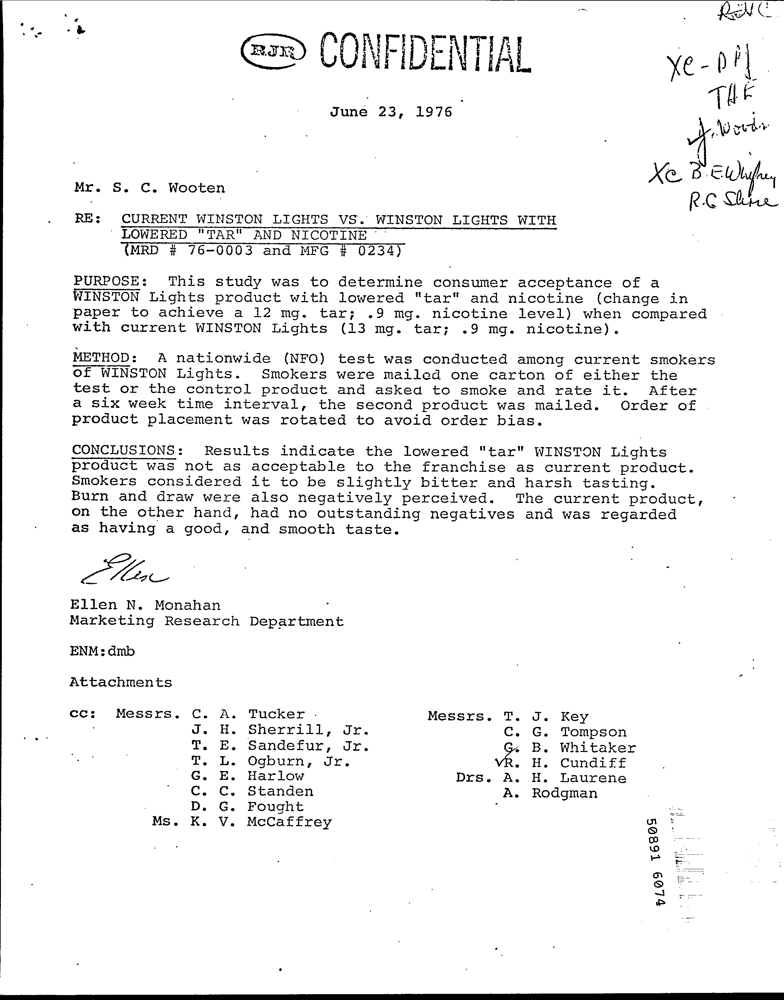 RJR CONFIDENTIAL
XC-
June 23, 1976
J. Woods
XC
Mr. S. C. Wooten
RE: CURRENT WINSTON LIGHTS VS. WINSTON LIGHTS WITH
LOWERED "TAR" AND NICOTINE
(MRD # 76-0003 and MFG # 0234)
PURPOSE: This study was to determine consumer acceptance of a
WINSTON Lights product with lowered "tar" and nicotine (change in
paper to achieve a 12 mg. tar; .9 mg. nicotine level) when compared
with current WINSTON Lights (13 mg. tar; .9 mg. nicotine).
METHOD: A nationwide (NFO) test was conducted among current smokers
of WINSTON Lights. Smokers were mailed one carton of either the
test or the control product and asked to smoke and rate it. After
a six week time interval, the second product was mailed. Order of
product placement was rotated to avoid order bias.
CONCLUSIONS: Results indicate the lowered "tar" WINSTON Lights
product was not as acceptable to the franchise as current product.
Smokers considered it to be slightly bitter and harsh tasting.
Burn and draw were also negatively perceived. The current product,
on the other hand, had no outstanding negatives and was regarded
as having a good, and smooth taste.
Ellen
Ellen N. Monahan
Marketing Research Department
ENM:dmb
Attachments
cc: Messrs. C. A. Tucker
J. H. Sherrill, Jr.
T. E. Sandefur, Jr.
T. L. Ogburn, Jr.
G. E. Harlow
C. C. Standen
D. G. Fought
Ms. K. V. McCaffrey
Messrs. T. J. Key
C. G. Tompson
G. B. Whitaker
R. H. Cundiff
Drs. A. H. Laurene
A. Rodgman
50891 6074